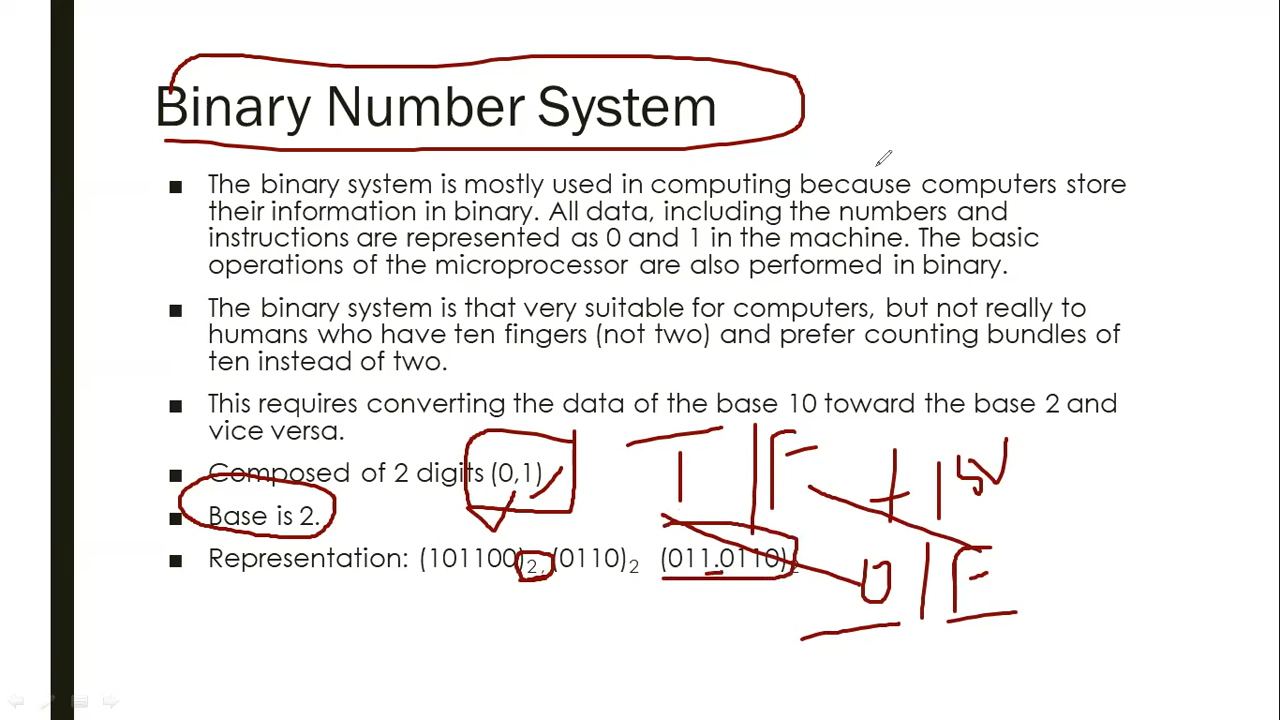 Binary Number System
■ The binary system is mostly used in computing because computers store
their information in binary. All data, including the numbers and
instructions are represented as 0 and 1 in the machine. The basic
operations of the microprocessor are also performed in binary.
■ The binary system is that very suitable for computers, but not really to
humans who have ten fingers (not two) and prefer counting bundles of
ten instead of two.
■ This requires converting the data of the base 10 toward the base 2 and
vice versa.
■ Composed of 2 digits (0,1)
■ Base is 2.
■ Representation: (101100)₂, (0110)₂ (011.0110)₂
T | F + 15V
0 | E